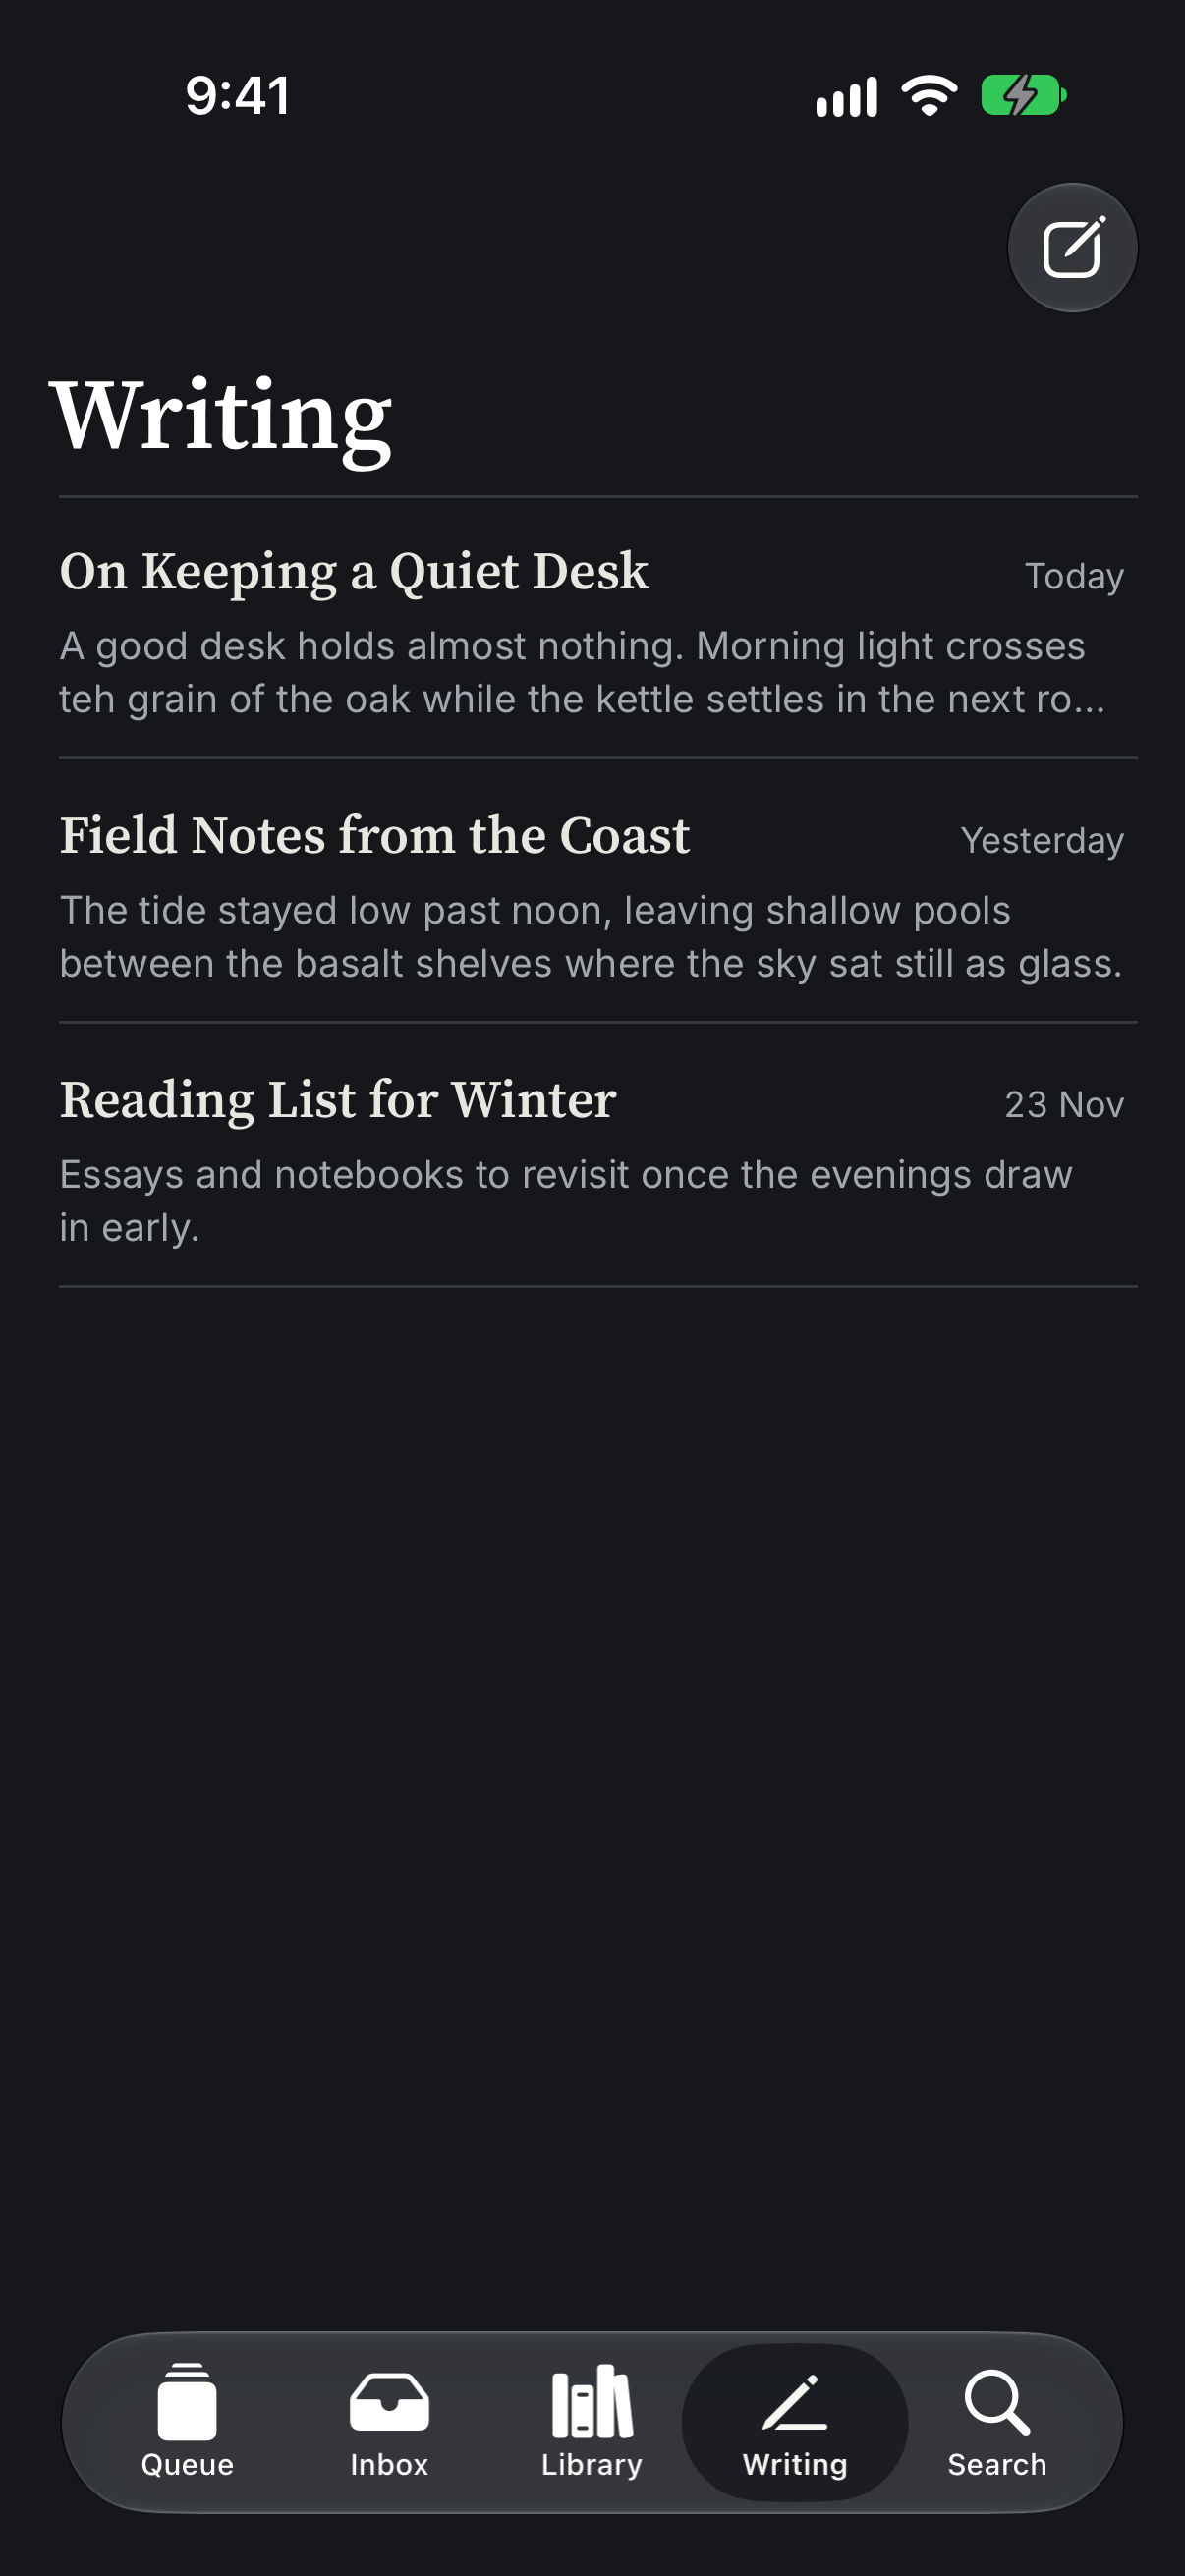 9:41
Writing
On Keeping a Quiet Desk
Today
A good desk holds almost nothing. Morning light crosses
teh grain of the oak while the kettle settles in the next ro...
Field Notes from the Coast
Yesterday
The tide stayed low past noon, leaving shallow pools
between the basalt shelves where the sky sat still as glass.
Reading List for Winter
23 Nov
Essays and notebooks to revisit once the evenings draw
in early.
Queue
Inbox
Library
Writing
Search